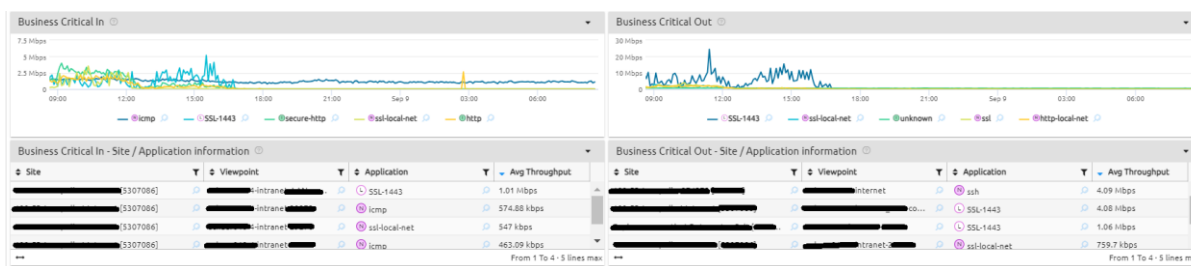 Business Critical In
7.5 Mbps
5 Mbps
2.5 Mbps
0
09:00 12:00 15:00 18:00 21:00 Sep 9 03:00 06:00
icmp SSL-1443 secure-http ssl-local-net http
Business Critical Out
30 Mbps
20 Mbps
10 Mbps
0
09:00 12:00 15:00 18:00 21:00 Sep 9 03:00 06:00
SSL-1443 ssl-local-net unknown ssl http-local-net
Business Critical In - Site / Application information
Site Viewpoint Application Avg Throughput
[5307086] 4-intranet ... SSL-1443 1.01 Mbps
[5307086] -intranet icmp 574.88 kbps
[5307086] 4-intranet ssl-local-net 547 kbps
[5307086] intranet icmp 463.09 kbps
From 1 To 4 - 5 lines max
Business Critical Out - Site / Application information
Site Viewpoint Application Avg Throughput
internet ssh 4.09 Mbps
co... SSL-1443 4.08 Mbps
SSL-1443 1.06 Mbps
intranet-2 ssl-local-net 759.7 kbps
From 1 To 4 - 5 lines m